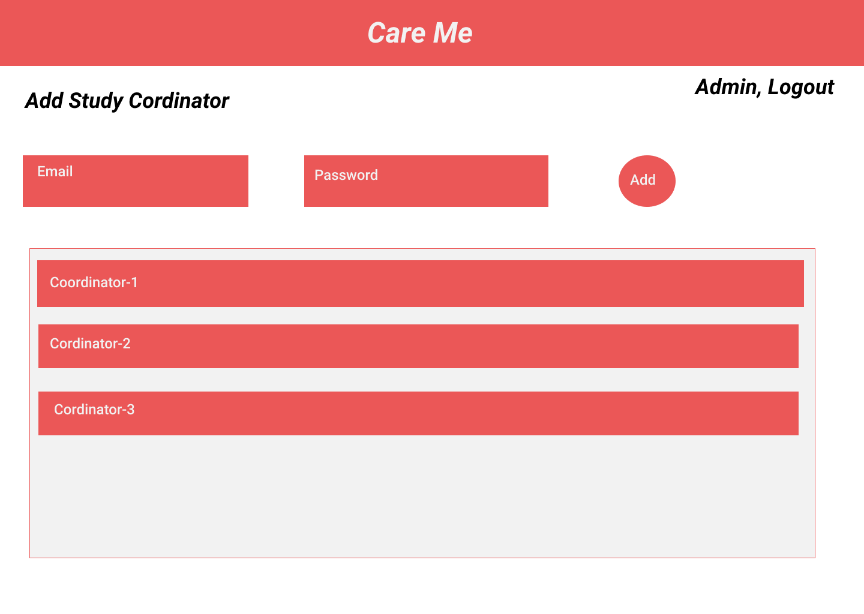 Care Me
Admin, Logout
Add Study Cordinator
Email
Password
Add
Coordinator-1
Cordinator-2
Cordinator-3